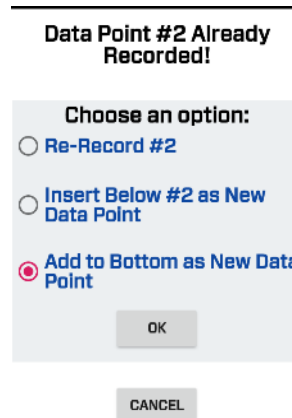 Data Point #2 Already
Recorded!
Choose an option:
Re-Record #2
Insert Below #2 as New
Data Point
Add to Bottom as New Data
Point
OK
CANCEL